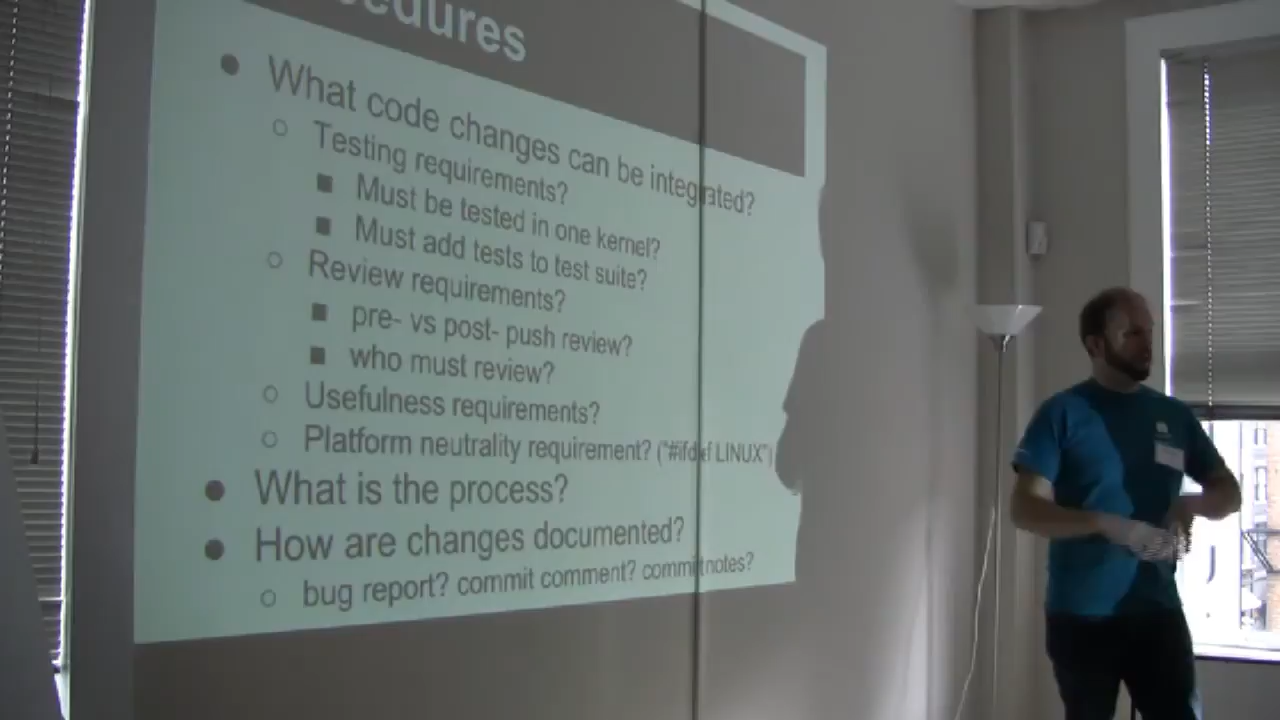 edures
What code changes can be integrated?
Testing requirements?
Must be tested in one kernel?
Must add tests to test suite?
Review requirements?
pre- vs post- push review?
who must review?
Usefulness requirements?
Platform neutrality requirement? ("#ifdef LINUX")
What is the process?
How are changes documented?
bug report? commit comment? commit notes?